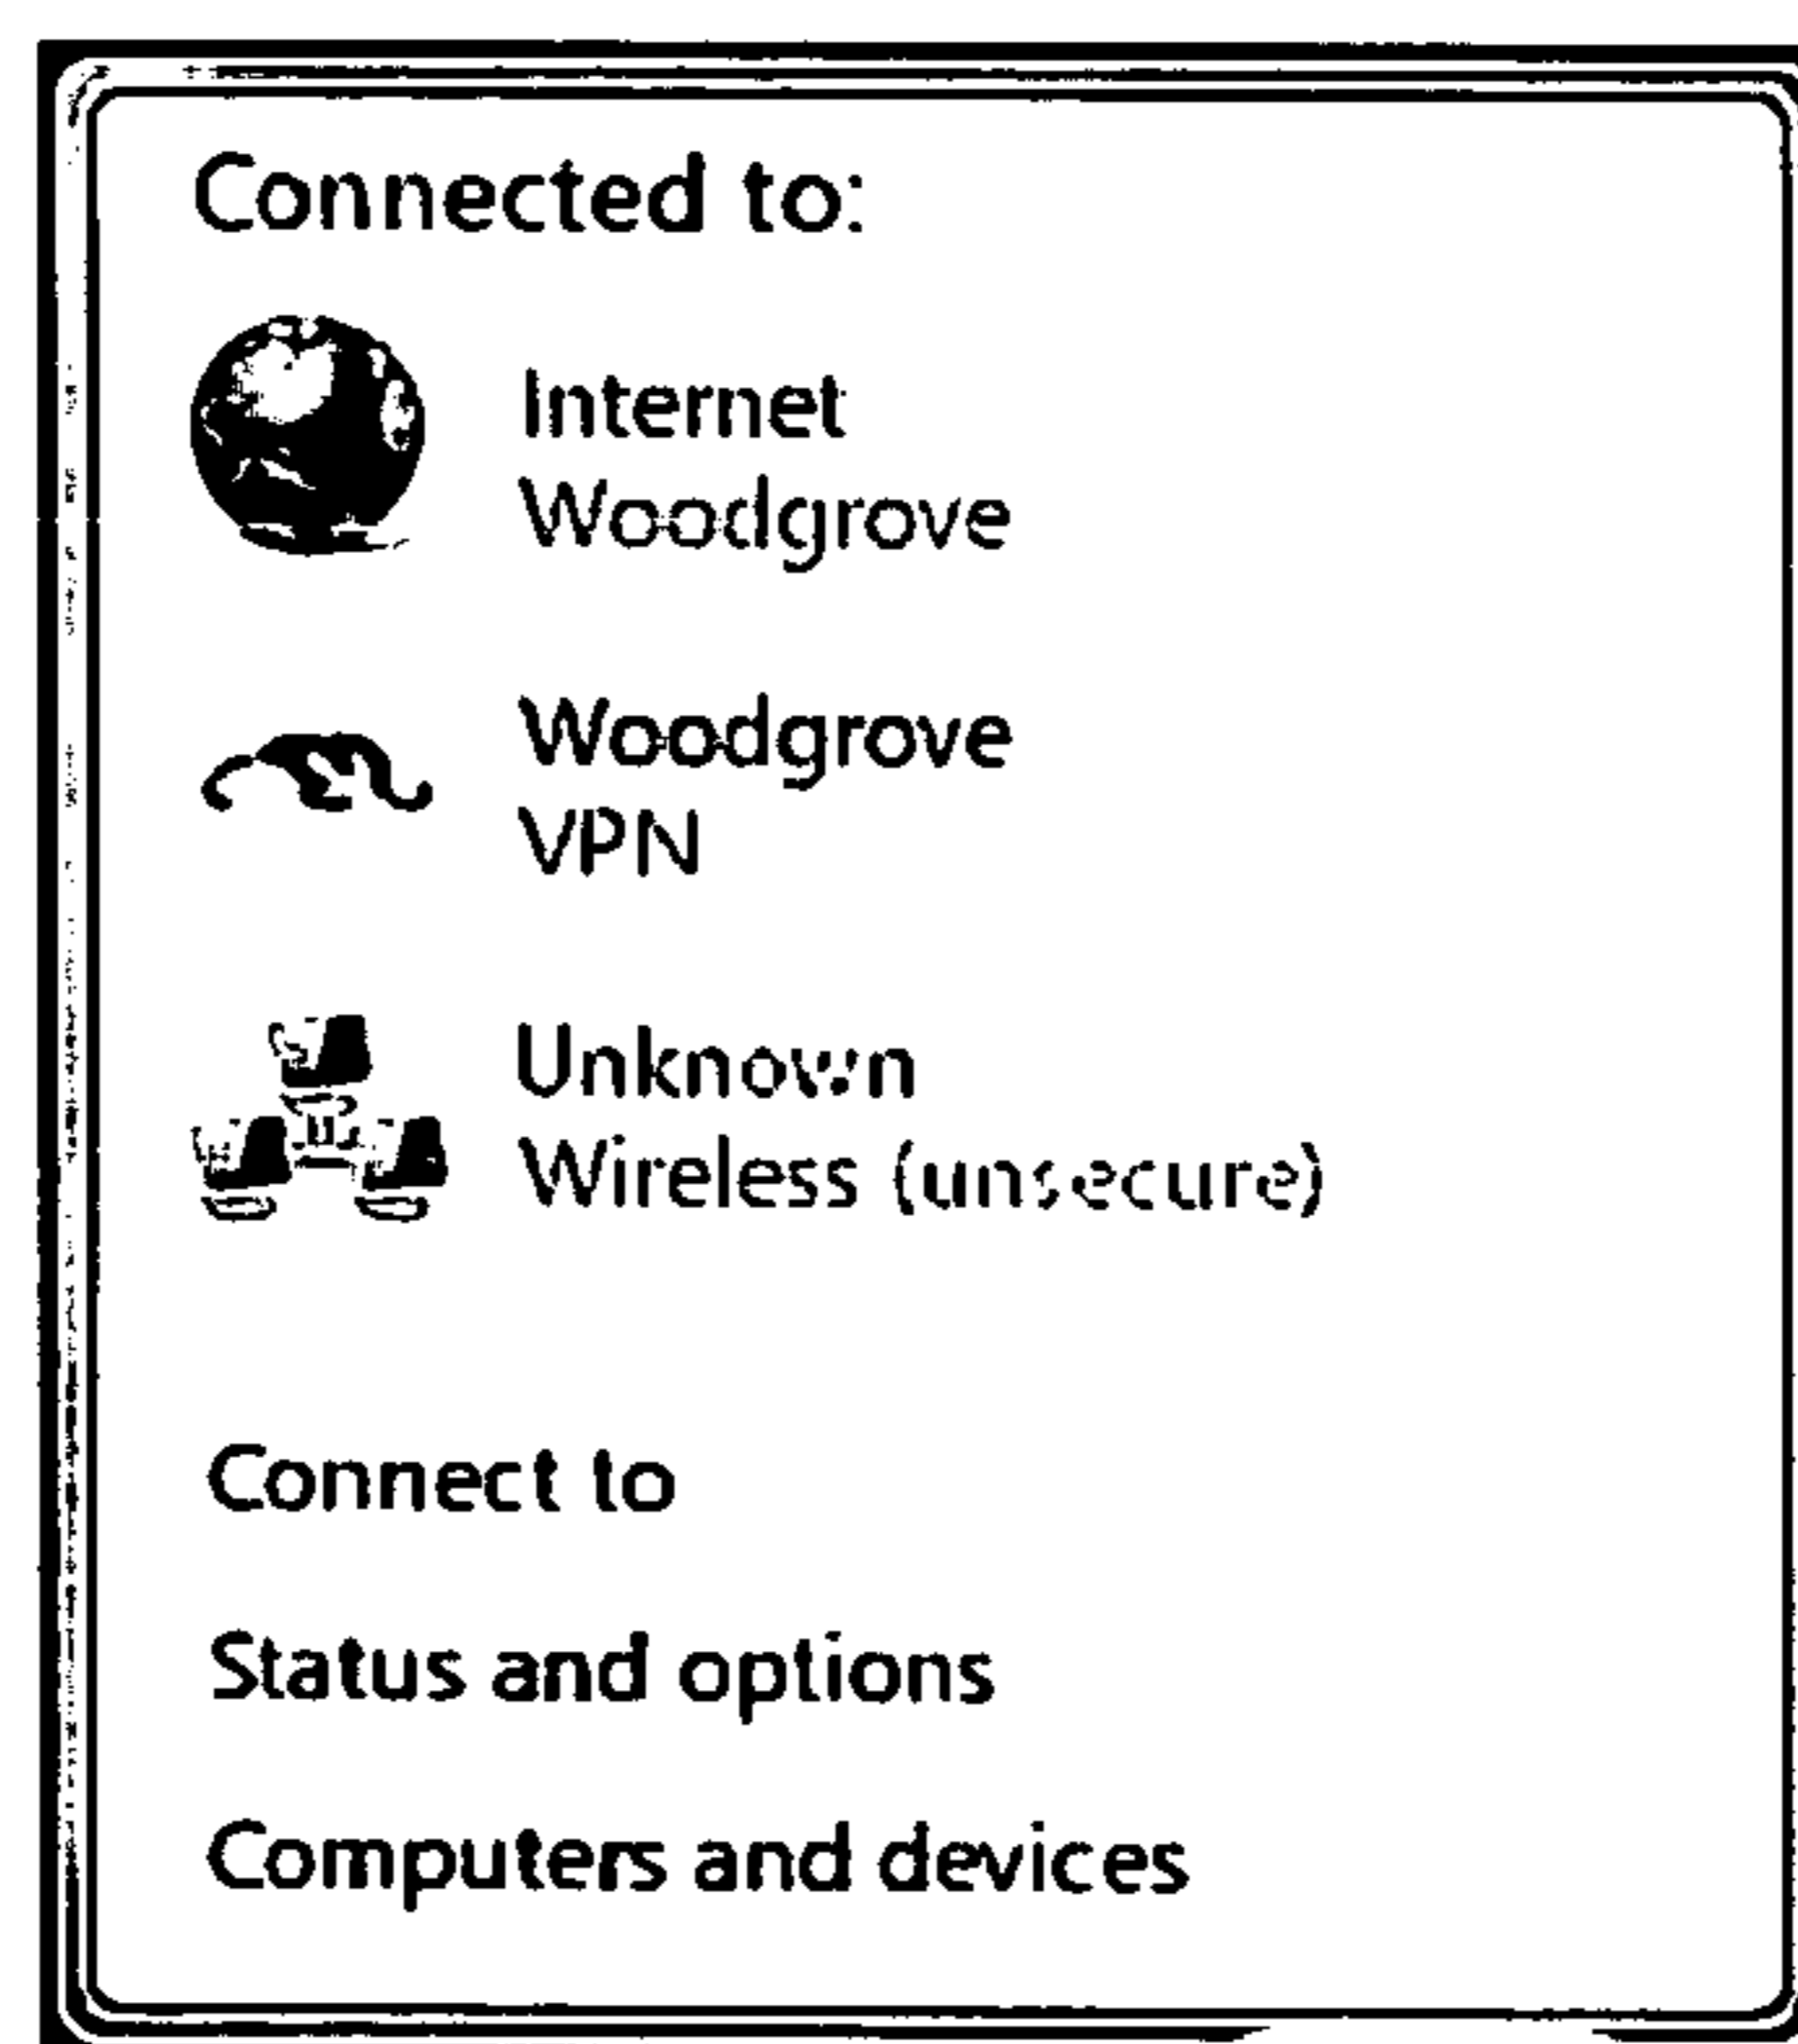 Connected to:
Internet
Woodgrove
Woodgrove
VPN
Unknown
Wireless (unsecure)
Connect to
Status and options
Computers and devices